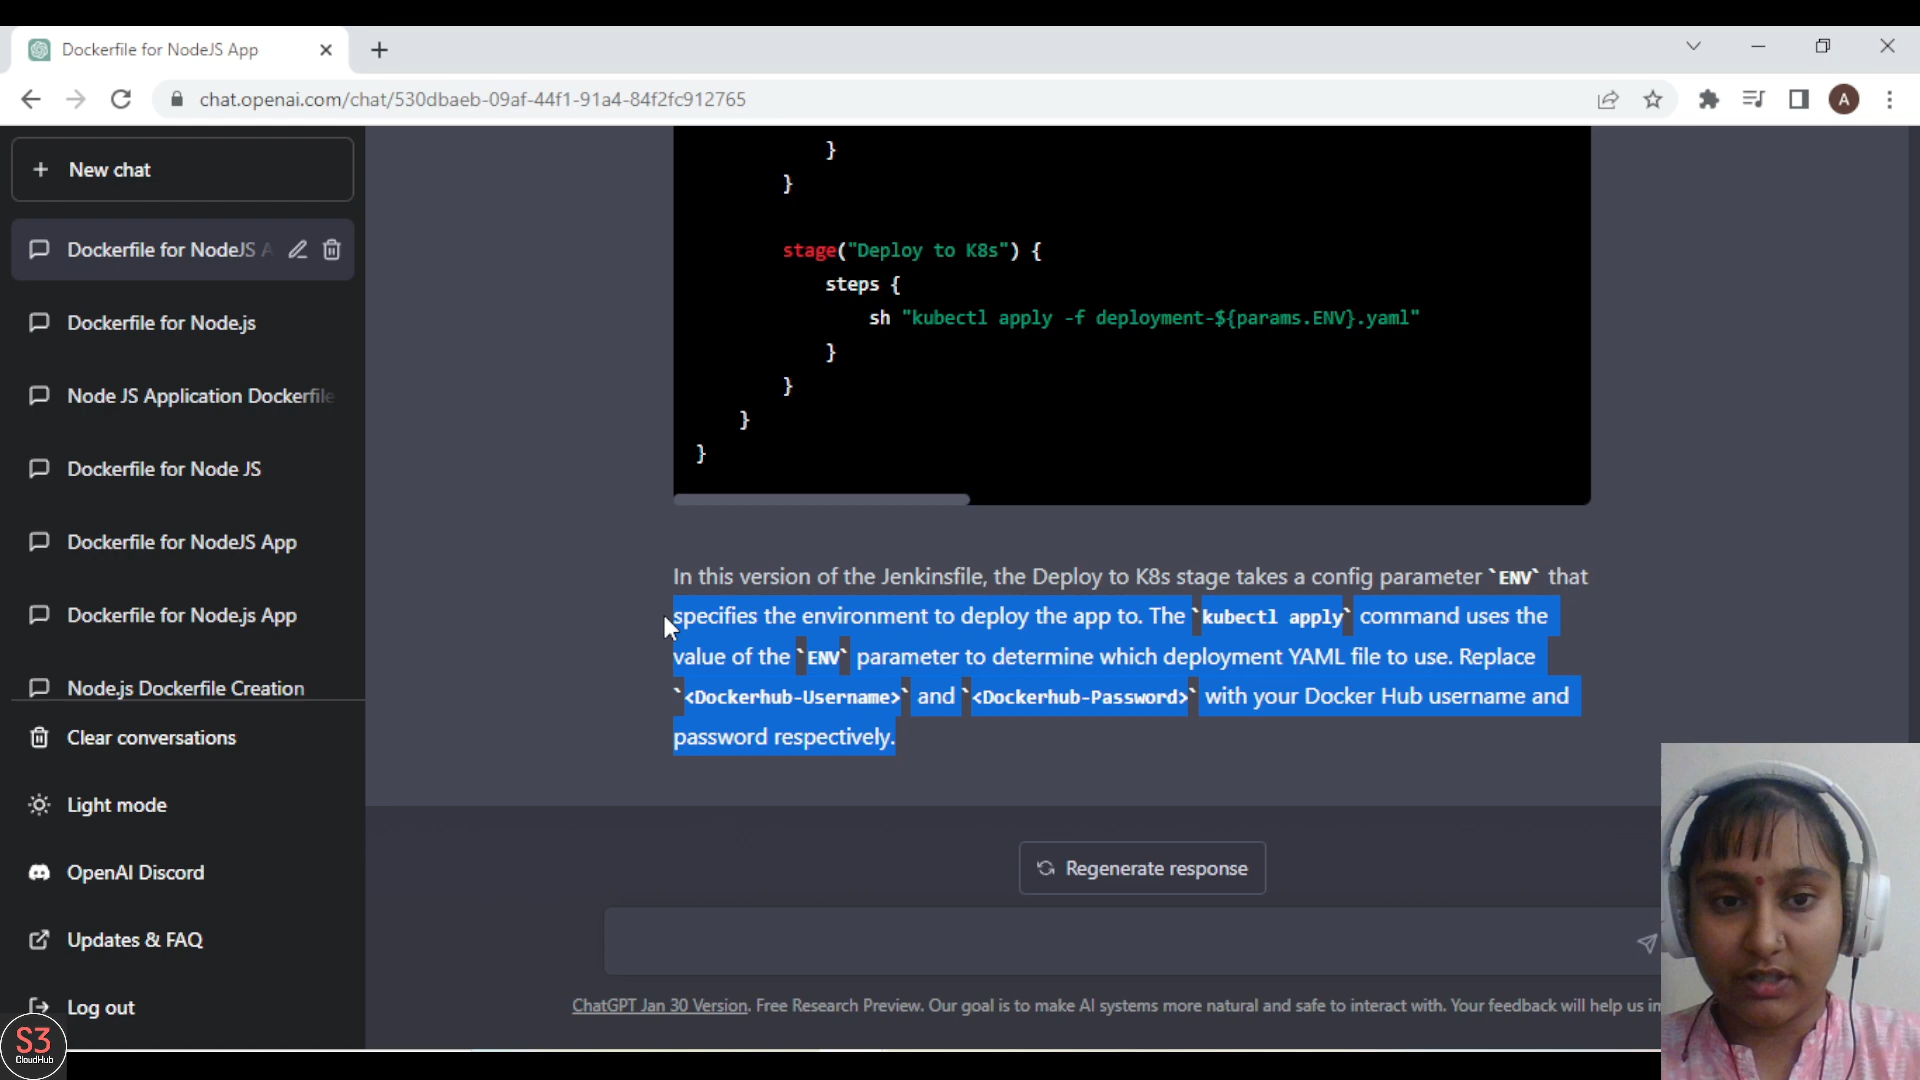 Dockerfile for NodeJS App
chat.openai.com/chat/530dbaeb-09af-44f1-91a4-84f2fc912765
A
+ New chat
Dockerfile for NodeJS A
Dockerfile for Node.js
Node JS Application Dockerfile
Dockerfile for Node JS
Dockerfile for NodeJS App
Dockerfile for Node.js App
Node.js Dockerfile Creation
Clear conversations
Light mode
OpenAI Discord
Updates & FAQ
Log out
S3
CloudHub
}
}
stage("Deploy to K8s") {
steps {
sh "kubectl apply -f deployment-${params.ENV}.yaml"
}
}
}
}
In this version of the Jenkinsfile, the Deploy to K8s stage takes a config parameter `ENV` that
specifies the environment to deploy the app to. The `kubectl apply` command uses the
value of the `ENV` parameter to determine which deployment YAML file to use. Replace
`<Dockerhub-Username>` and `<Dockerhub-Password>` with your Docker Hub username and
password respectively.
Regenerate response
ChatGPT Jan 30 Version. Free Research Preview. Our goal is to make AI systems more natural and safe to interact with. Your feedback will help us